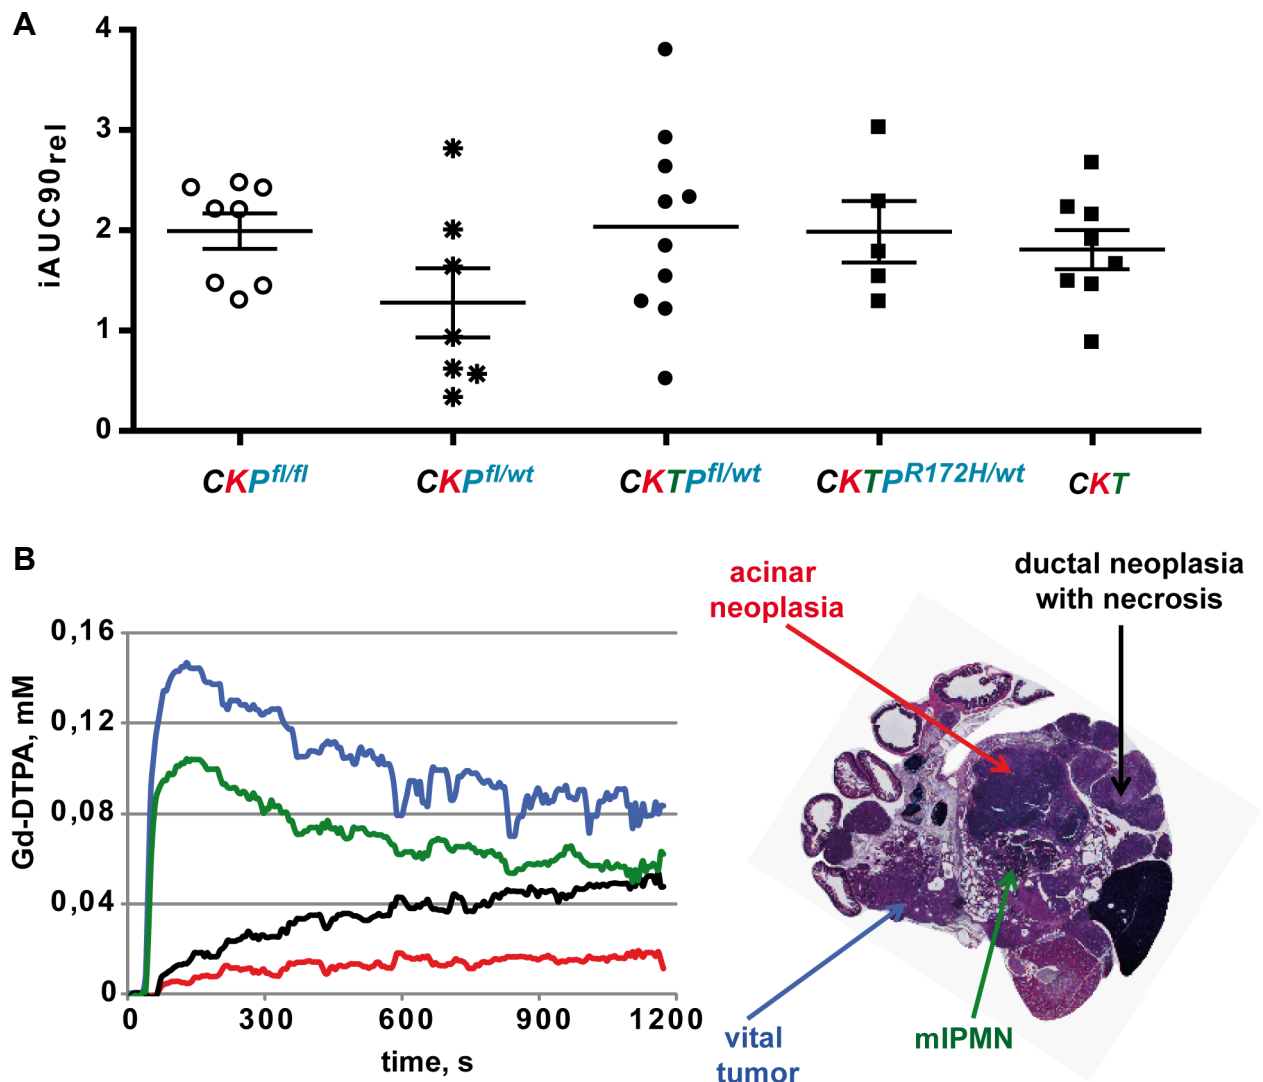 A
4
3
2
1
0
iAUC90rel
CKPfl/fl
CKPfl/wt
CKTPfl/wt
CKTPR172H/wt
CKT
B
0,16
0,12
0,08
0,04
0
Gd-DTPA, mM
0 300 600 900 1200
time, s
acinar
neoplasia
ductal neoplasia
with necrosis
vital
tumor
mIPMN